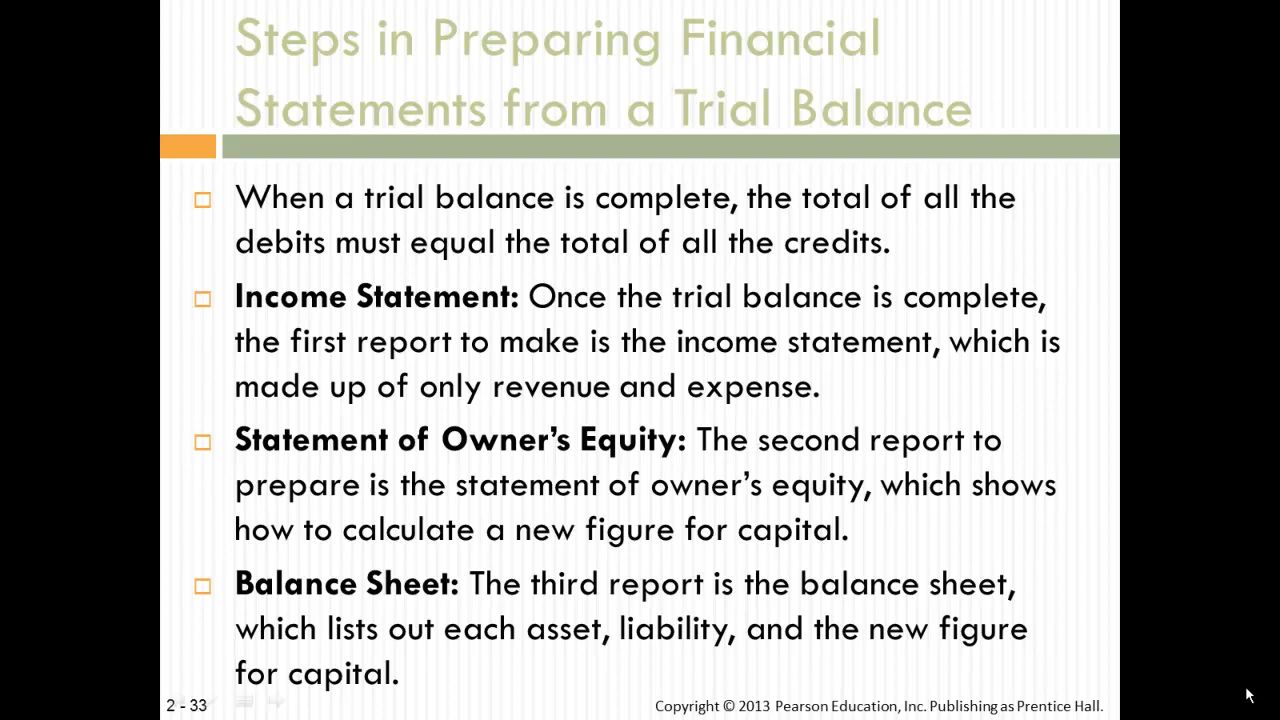 Steps in Preparing Financial
Statements from a Trial Balance
When a trial balance is complete, the total of all the
debits must equal the total of all the credits.
Income Statement: Once the trial balance is complete,
the first report to make is the income statement, which is
made up of only revenue and expense.
Statement of Owner’s Equity: The second report to
prepare is the statement of owner’s equity, which shows
how to calculate a new figure for capital.
Balance Sheet: The third report is the balance sheet,
which lists out each asset, liability, and the new figure
for capital.
2 - 33
Copyright © 2013 Pearson Education, Inc. Publishing as Prentice Hall.